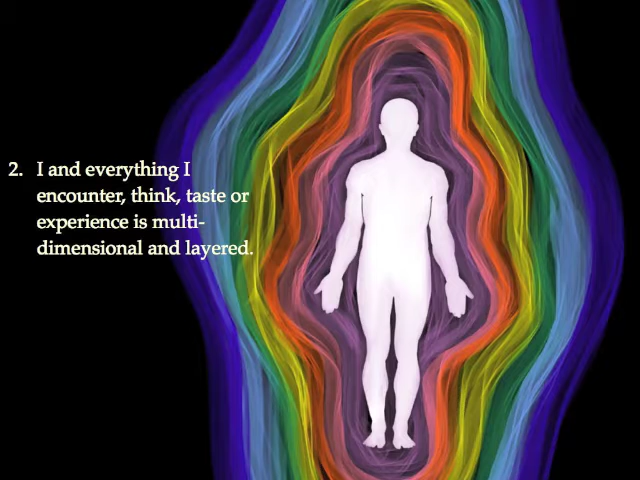 2. I and everything I
encounter, think, taste or
experience is multi-
dimensional and layered.